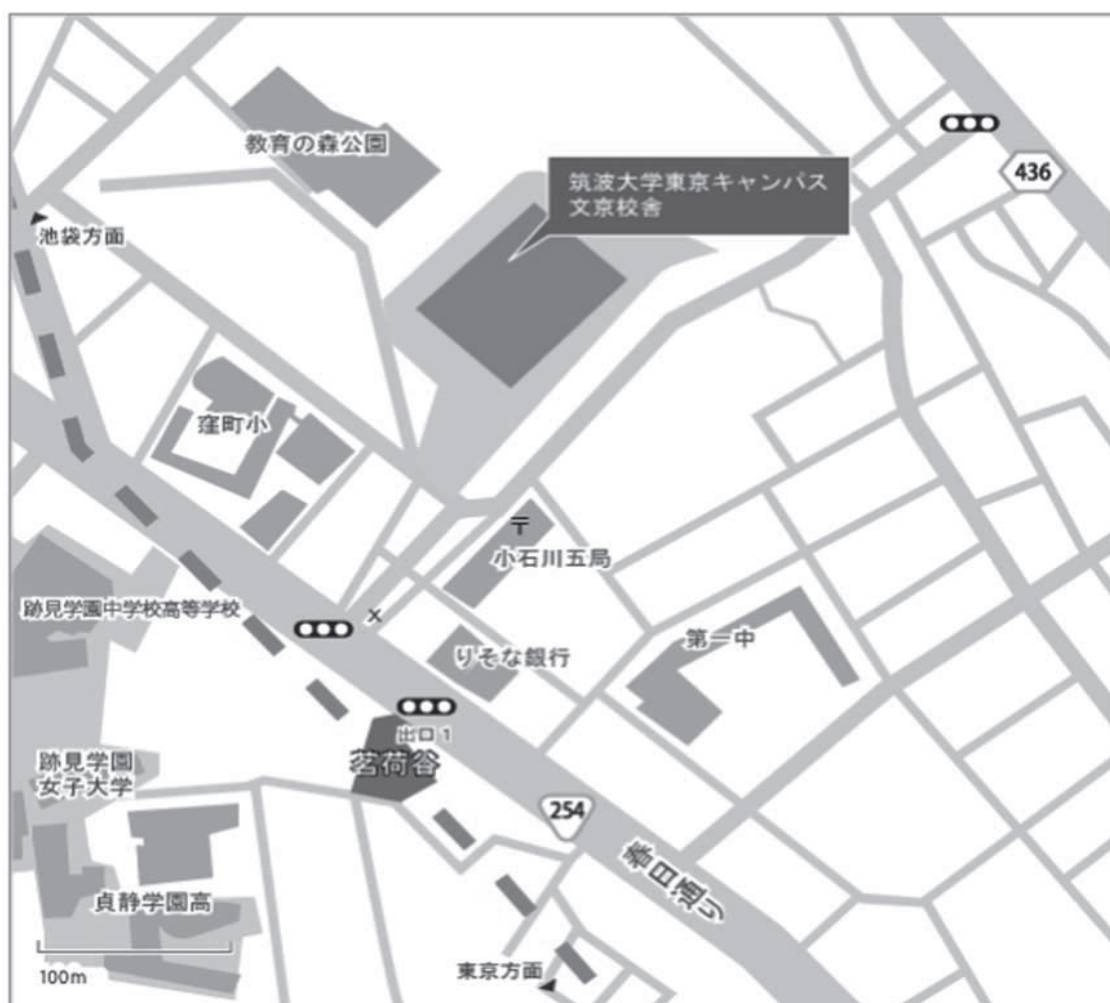 教育の森公園
筑波大学東京キャンパス
文京校舎
436
池袋方面
窪町小
〒
小石川五局
跡見学園中学校高等学校
X
りそな銀行
第一中
出口1
茗荷谷
跡見学園
女子大学
254
春日通り
貞静学園高
100m
東京方面